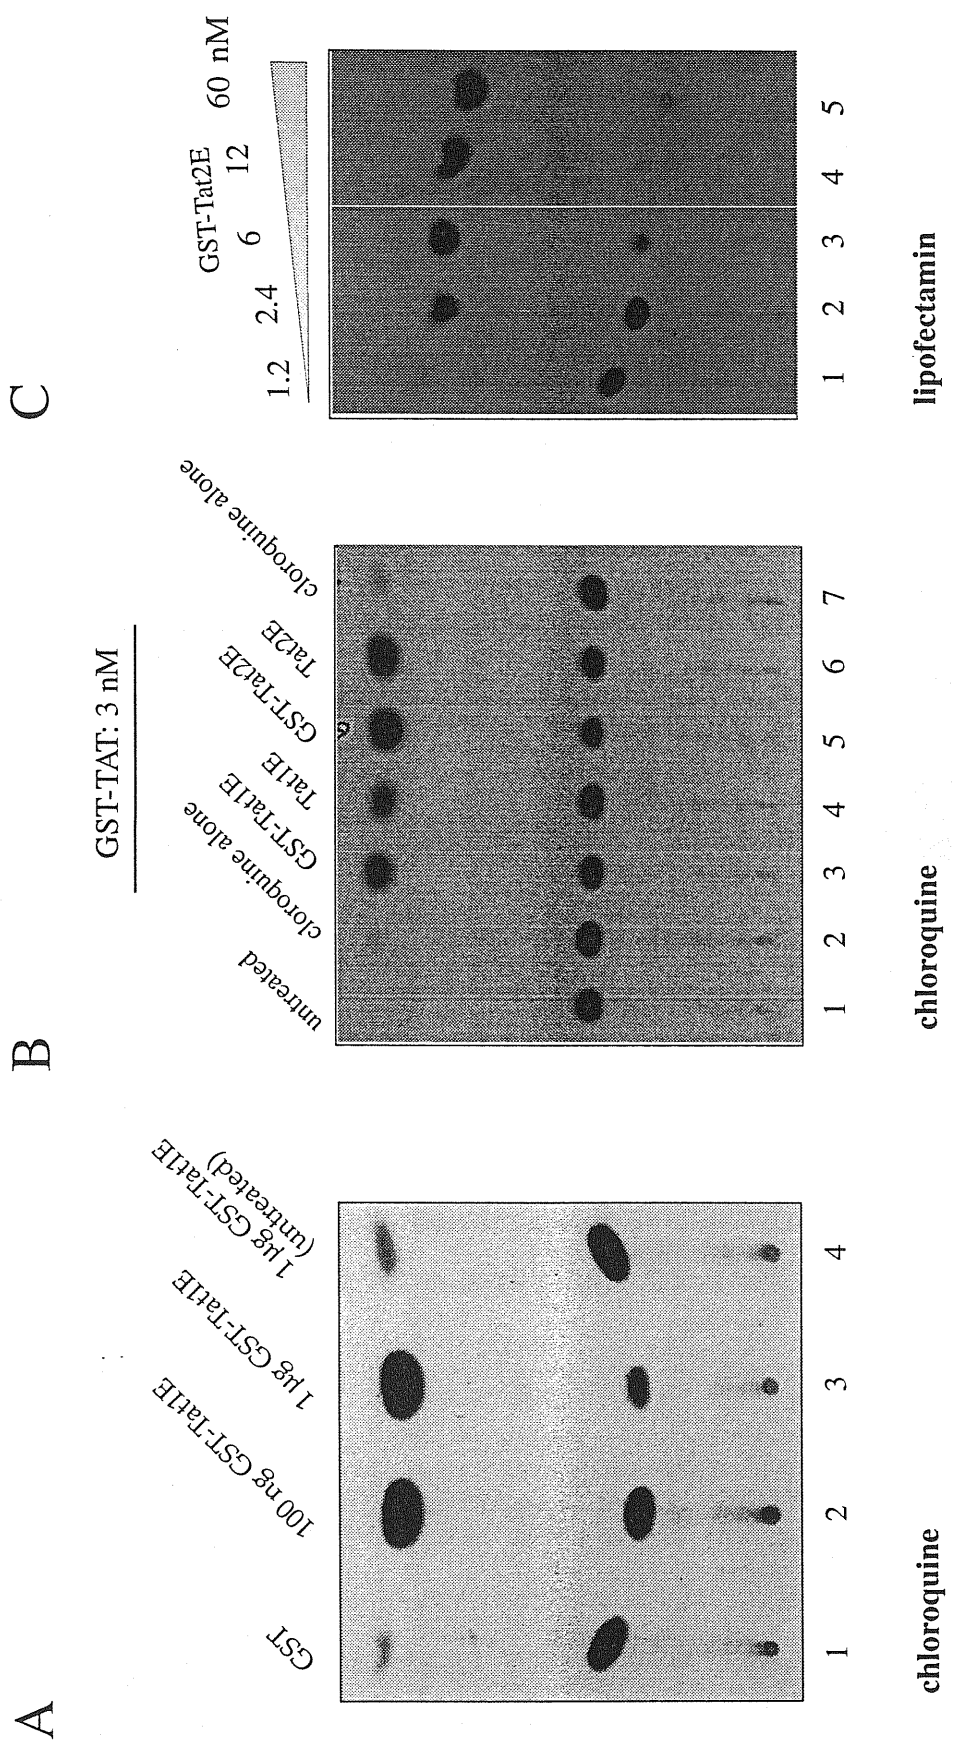 A
GST
100 ng GST-Tat1E
1 µg GST-Tat1E
1 µg GST-Tat1E
(untreated)
1 2 3 4
chloroquine
B
GST-TAT: 3 nM
untreated
cloroquine alone
GST-Tat1E
Tat1E
GST-Tat2E
Tat2E
cloroquine alone
1 2 3 4 5 6 7
chloroquine
C
GST-Tat2E
1.2 2.4 6 12 60 nM
1 2 3 4 5
lipofectamin